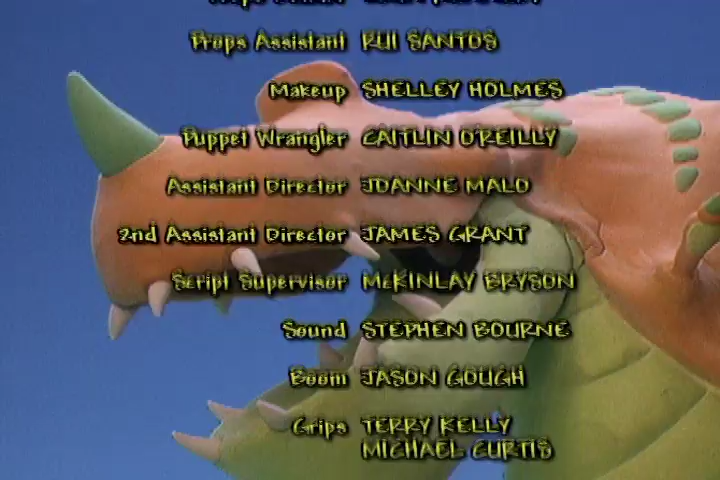 Props Assistant RUI SANTOS
Makeup SHELLEY HOLMES
Puppet Wrangler CAITLIN O'REILLY
Assistant Director JOANNE MALO
2nd Assistant Director JAMES GRANT
Script Supervisor McKINLAY BRYSON
Sound STEPHEN BOURNE
Boom JASON GOUGH
Grips TERRY KELLY
MICHAEL CURTIS